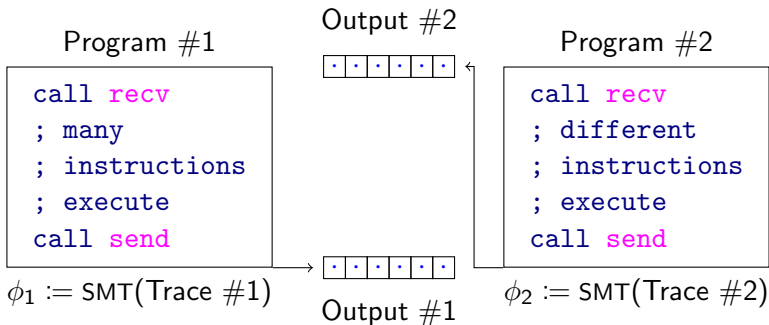 Program #1
call recv
; many
; instructions
; execute
call send
ϕ₁ := SMT(Trace #1)
Output #2
· · · · · ·
· · · · · ·
Output #1
Program #2
call recv
; different
; instructions
; execute
call send
ϕ₂ := SMT(Trace #2)